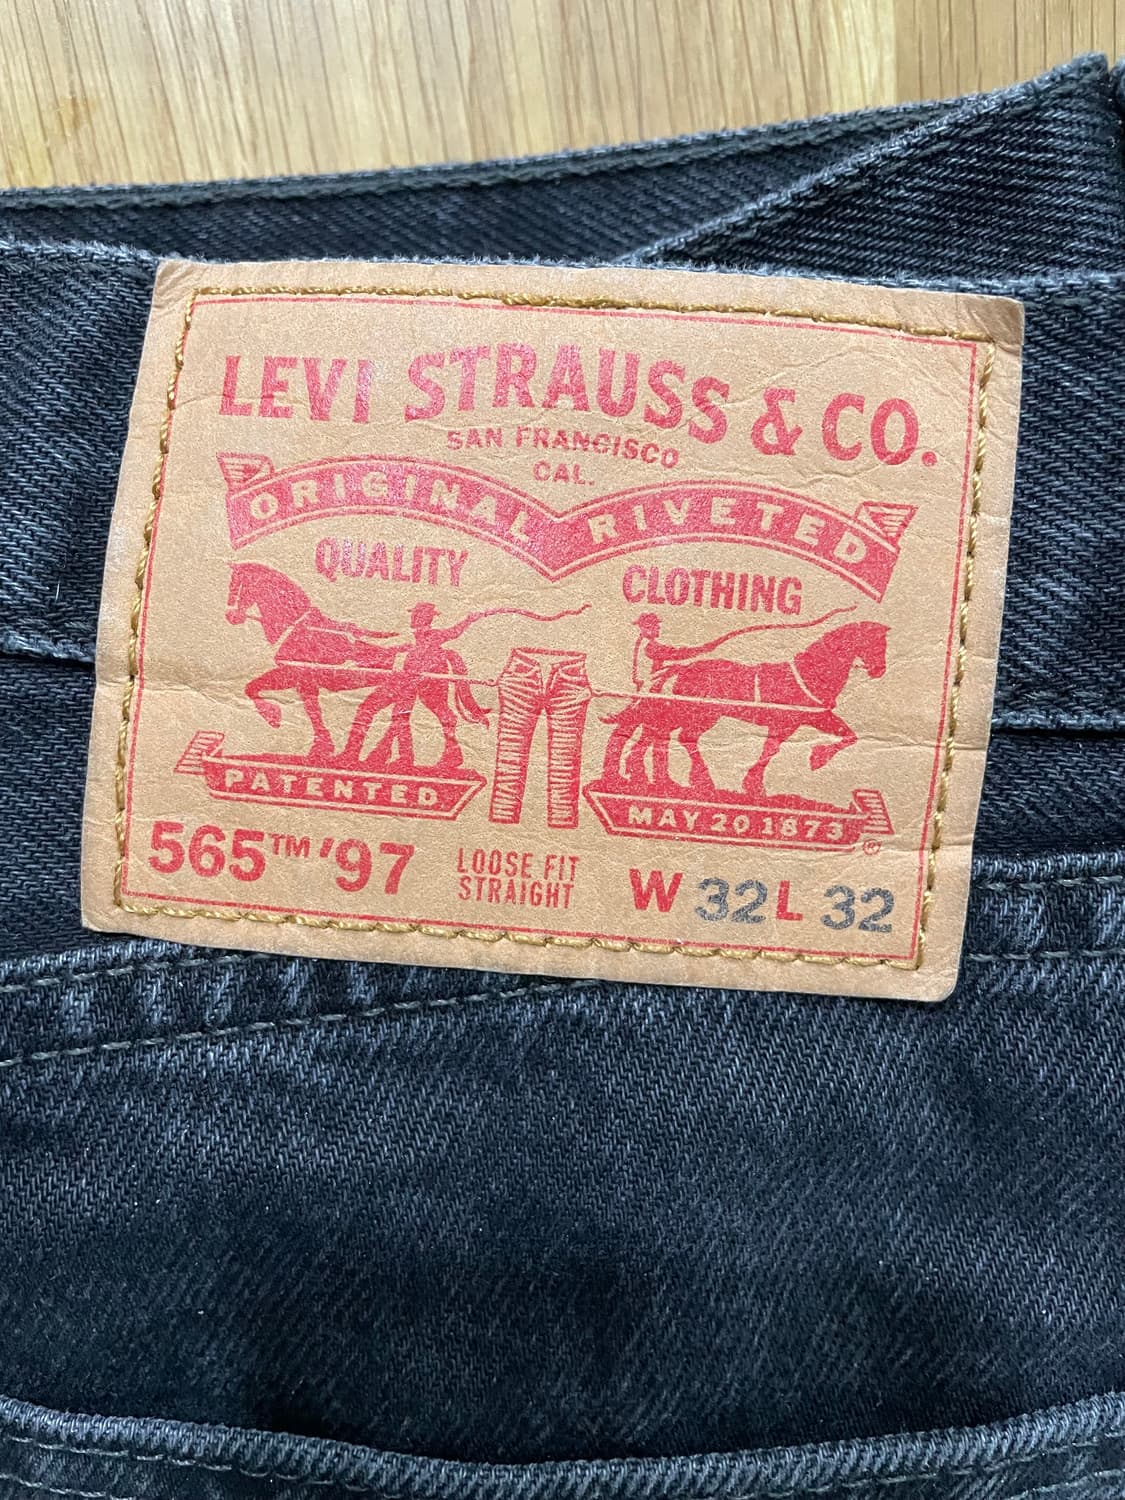 LEVI STRAUSS & CO.
SAN FRANCISCO
CAL.
ORIGINAL RIVETED
QUALITY CLOTHING
PATENTED MAY 20 1873 ®
565™ '97
LOOSE FIT
STRAIGHT
W 32 L 32